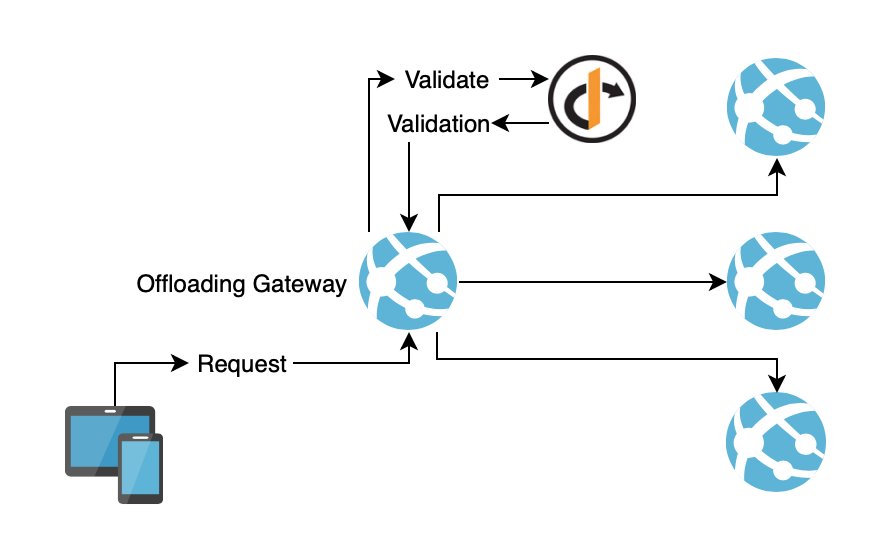 Validate
Validation
Offloading Gateway
Request